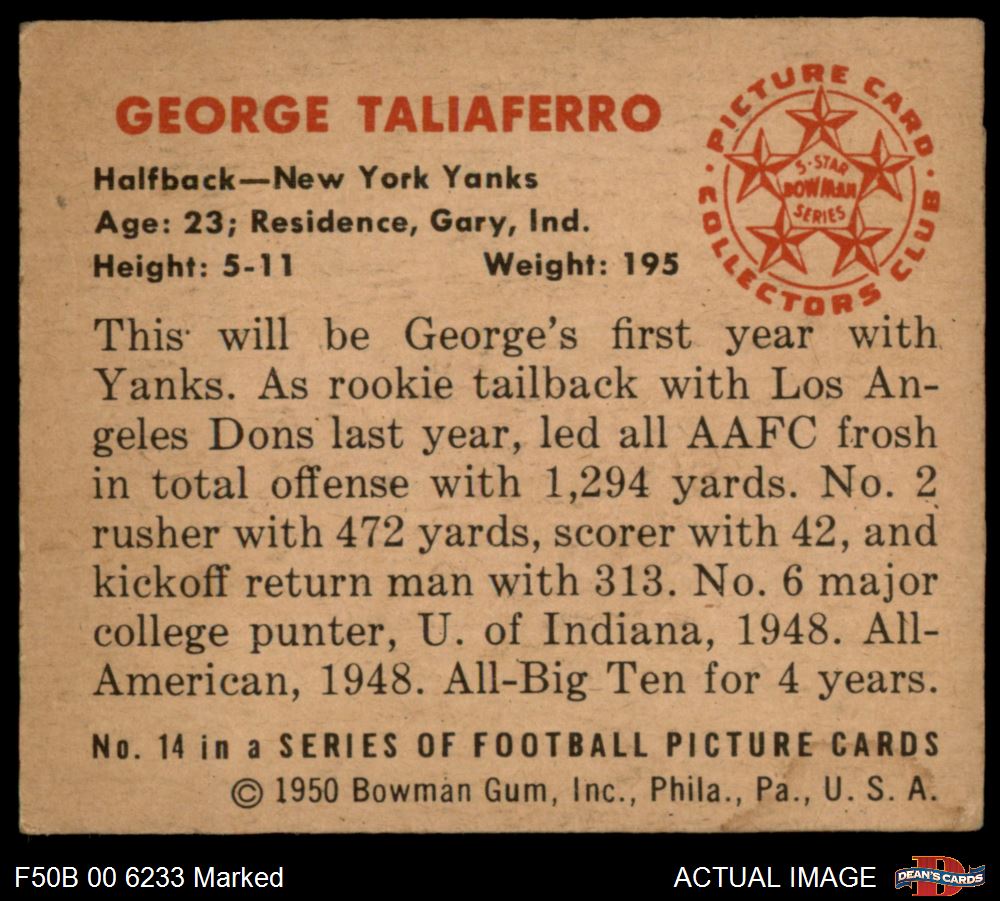 GEORGE TALIAFERRO
Halfback—New York Yanks
Age: 23; Residence, Gary, Ind.
Height: 5-11 Weight: 195
PICTURE CARD
COLLECTORS CLUB
5-STAR
BOWMAN
SERIES
This will be George's first year with
Yanks. As rookie tailback with Los An-
geles Dons last year, led all AAFC frosh
in total offense with 1,294 yards. No. 2
rusher with 472 yards, scorer with 42, and
kickoff return man with 313. No. 6 major
college punter, U. of Indiana, 1948. All-
American, 1948. All-Big Ten for 4 years.
No. 14 in a SERIES OF FOOTBALL PICTURE CARDS
© 1950 Bowman Gum, Inc., Phila., Pa., U. S. A.
F50B 00 6233 Marked
ACTUAL IMAGE
DEAN'S CARDS